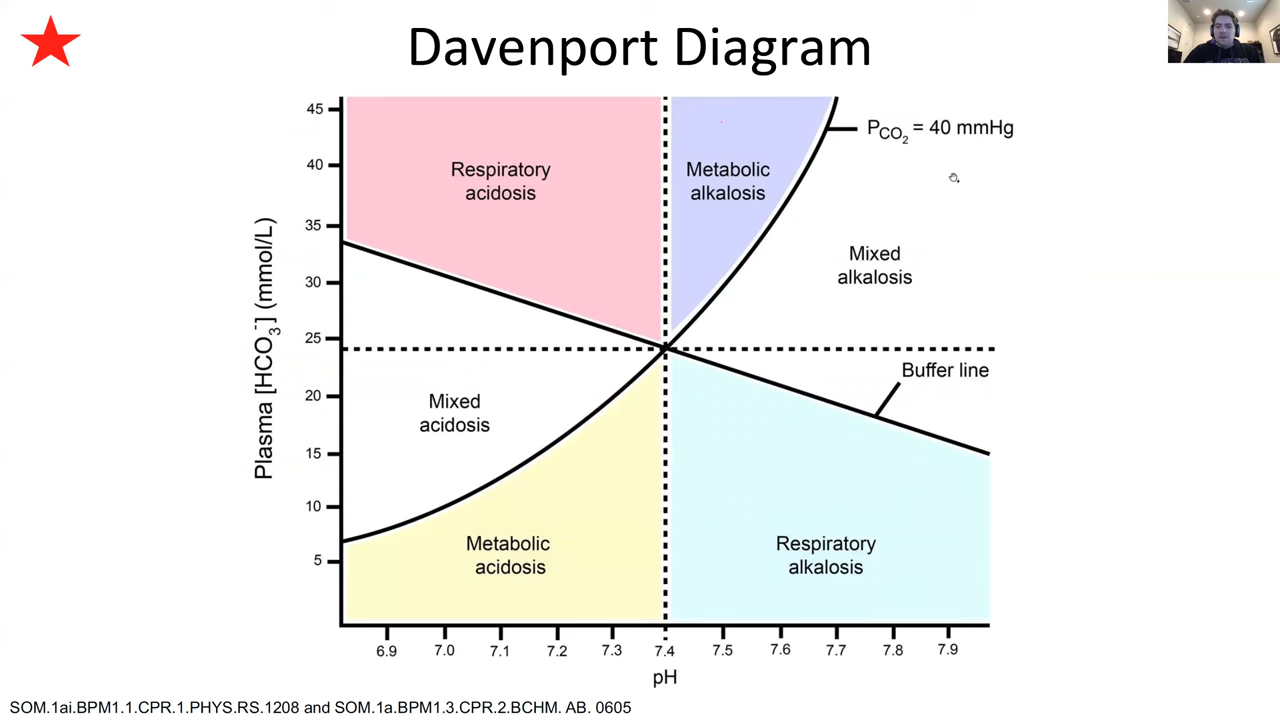 Davenport Diagram
45
40
35
30
25
20
15
10
5
Plasma [HCO3-] (mmol/L)
Respiratory
acidosis
Metabolic
alkalosis
PCO2 = 40 mmHg
Mixed
alkalosis
Buffer line
Mixed
acidosis
Metabolic
acidosis
Respiratory
alkalosis
6.9 7.0 7.1 7.2 7.3 7.4 7.5 7.6 7.7 7.8 7.9
pH
SOM.1ai.BPM1.1.CPR.1.PHYS.RS.1208 and SOM.1a.BPM1.3.CPR.2.BCHM. AB. 0605